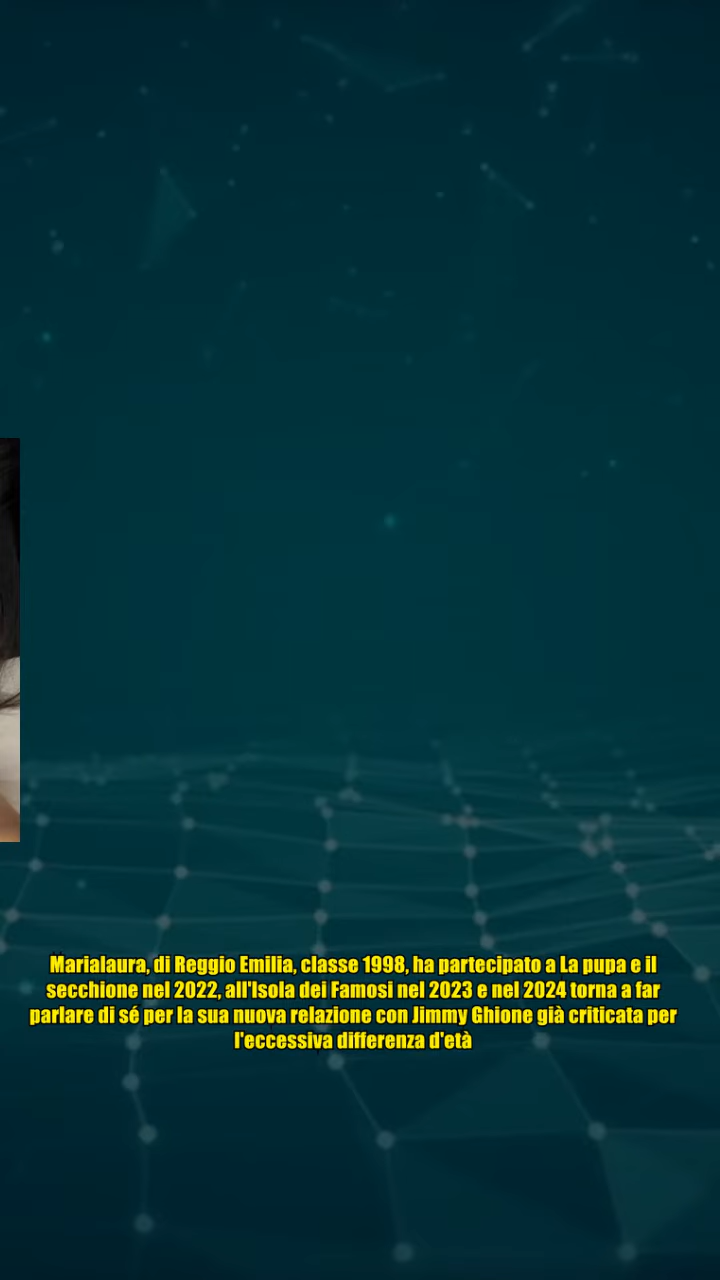 Marialaura, di Reggio Emilia, classe 1998, ha partecipato a La pupa e il
secchione nel 2022, all'Isola dei Famosi nel 2023 e nel 2024 torna a far
parlare di sé per la sua nuova relazione con Jimmy Ghione già criticata per
l'eccessiva differenza d'età